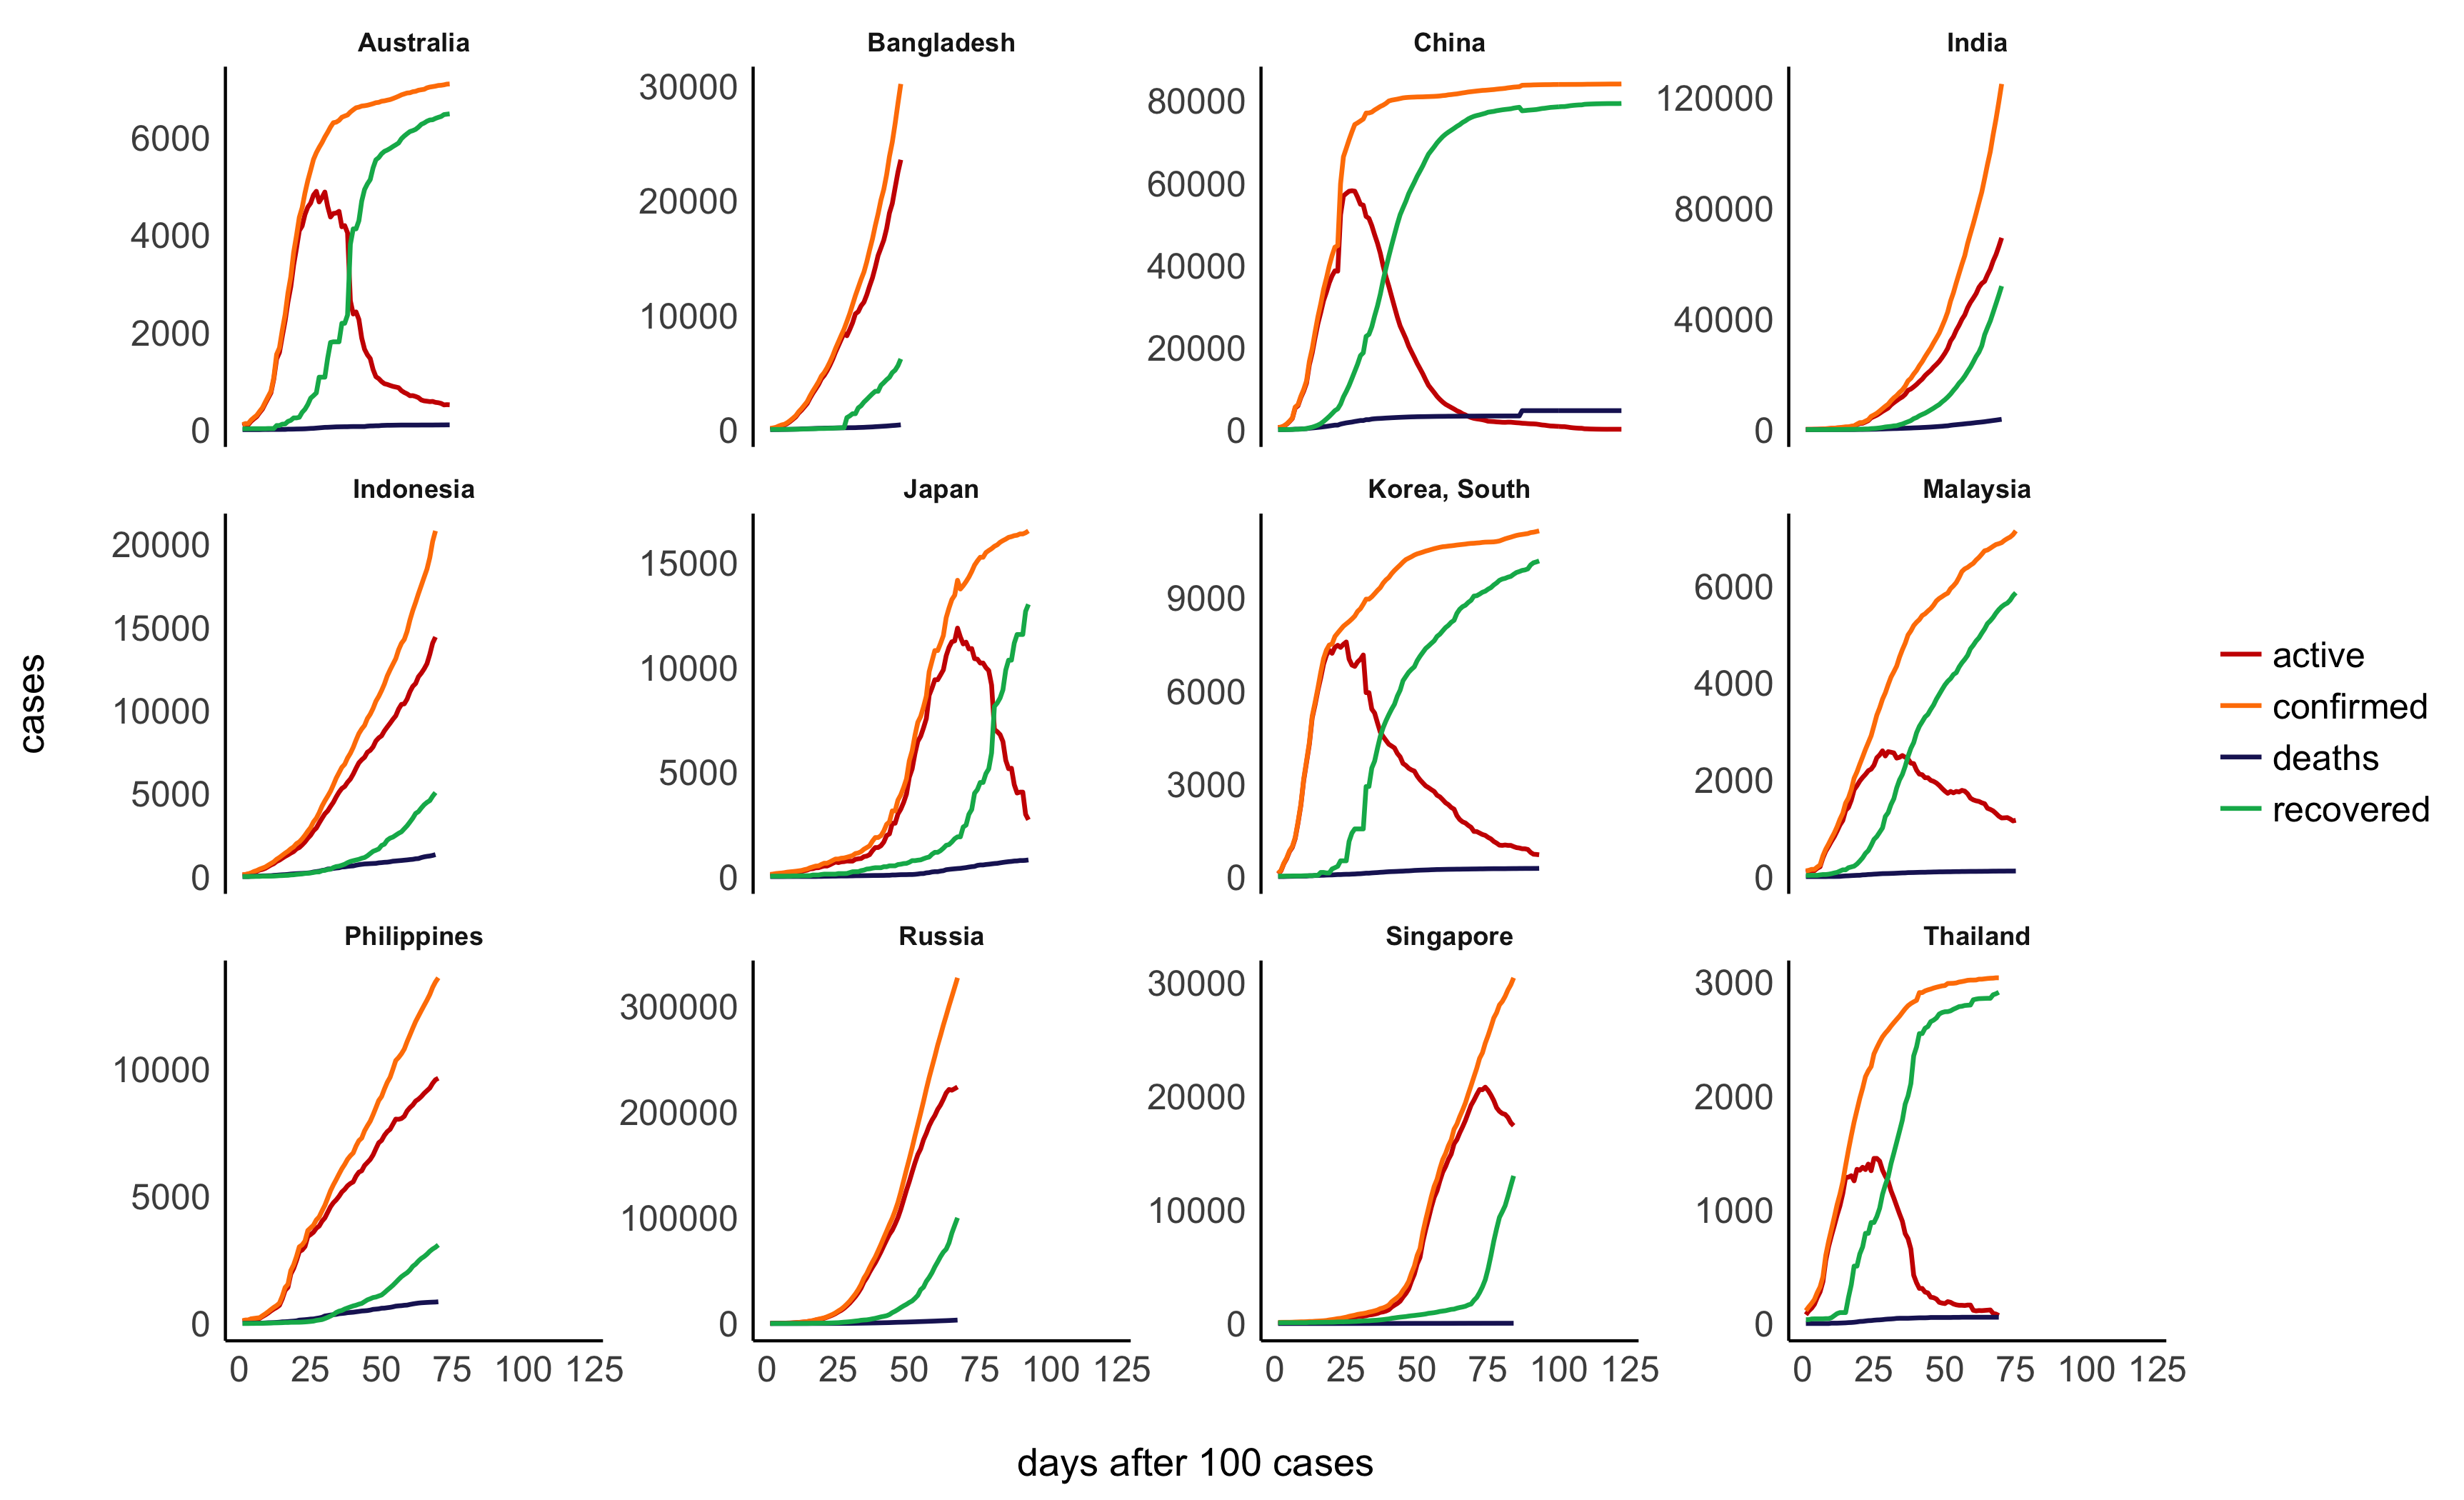 Australia Bangladesh China India
6000 4000 2000 0
30000 20000 10000 0
80000 60000 40000 20000 0
120000 80000 40000 0
Indonesia Japan Korea, South Malaysia
20000 15000 10000 5000 0
15000 10000 5000 0
9000 6000 3000 0
6000 4000 2000 0
cases
active
confirmed
deaths
recovered
Philippines Russia Singapore Thailand
10000 5000 0
300000 200000 100000 0
30000 20000 10000 0
3000 2000 1000 0
0 25 50 75 100 125 0 25 50 75 100 125 0 25 50 75 100 125 0 25 50 75 100 125
days after 100 cases